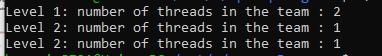 Level 1: number of threads in the team : 2
Level 2: number of threads in the team : 1
Level 2: number of threads in the team : 1